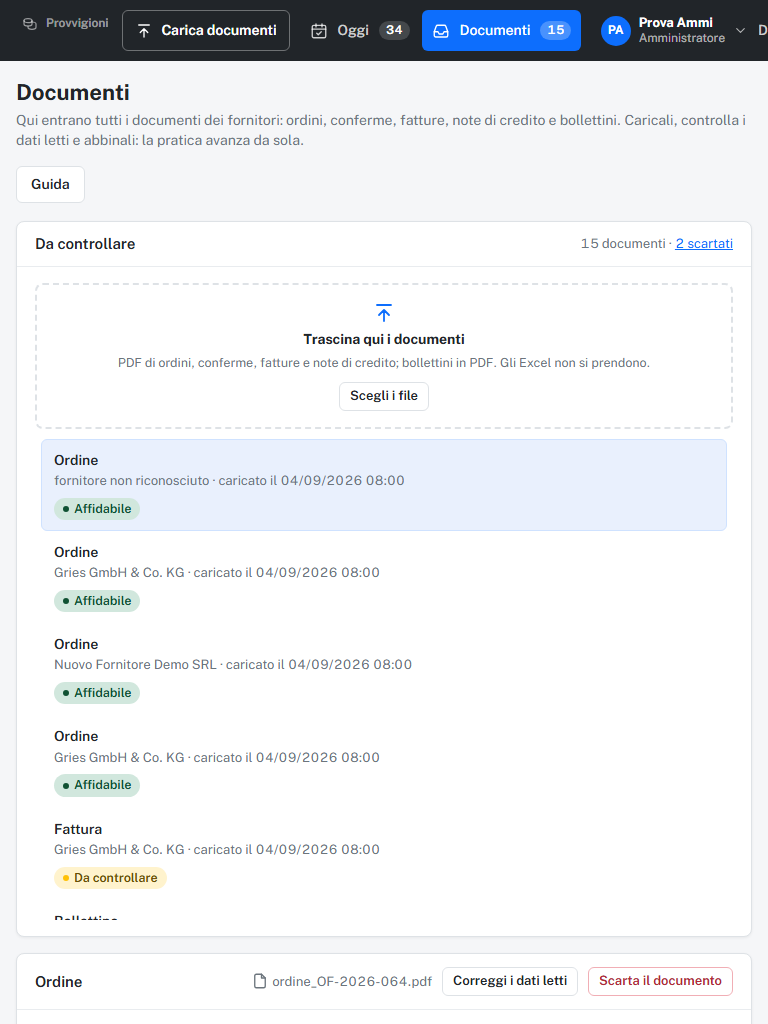 Provvigioni
Carica documenti
Oggi 34
Documenti 15
PA
Prova Ammi
Amministratore
D
Documenti
Qui entrano tutti i documenti dei fornitori: ordini, conferme, fatture, note di credito e bollettini. Caricali, controlla i
dati letti e abbinali: la pratica avanza da sola.
Guida
Da controllare
15 documenti · 2 scartati
Trascina qui i documenti
PDF di ordini, conferme, fatture e note di credito; bollettini in PDF. Gli Excel non si prendono.
Scegli i file
Ordine
fornitore non riconosciuto · caricato il 04/09/2026 08:00
Affidabile
Ordine
Gries GmbH & Co. KG · caricato il 04/09/2026 08:00
Affidabile
Ordine
Nuovo Fornitore Demo SRL · caricato il 04/09/2026 08:00
Affidabile
Ordine
Gries GmbH & Co. KG · caricato il 04/09/2026 08:00
Affidabile
Fattura
Gries GmbH & Co. KG · caricato il 04/09/2026 08:00
Da controllare
Bollettino
Ordine
ordine_OF-2026-064.pdf
Correggi i dati letti
Scarta il documento